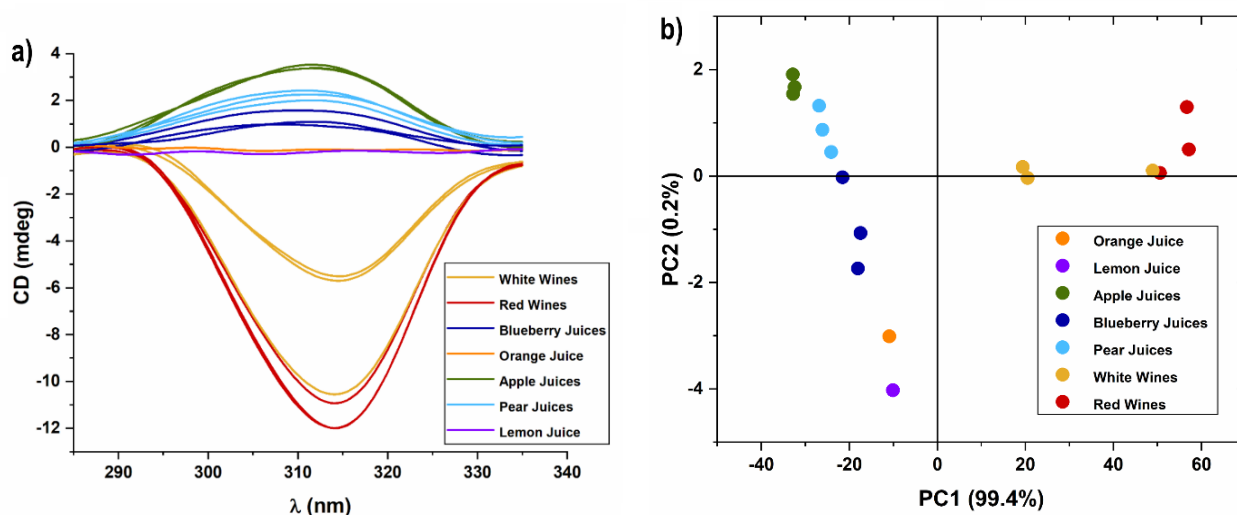 a)
4
2
0
-2
-4
-6
-8
-10
-12
CD (mdeg)
290
300
310
320
330
340
λ (nm)
White Wines
Red Wines
Blueberry Juices
Orange Juice
Apple Juices
Pear Juices
Lemon Juice
b)
2
0
-2
-4
PC2 (0.2%)
-40
-20
0
20
40
60
PC1 (99.4%)
Orange Juice
Lemon Juice
Apple Juices
Blueberry Juices
Pear Juices
White Wines
Red Wines